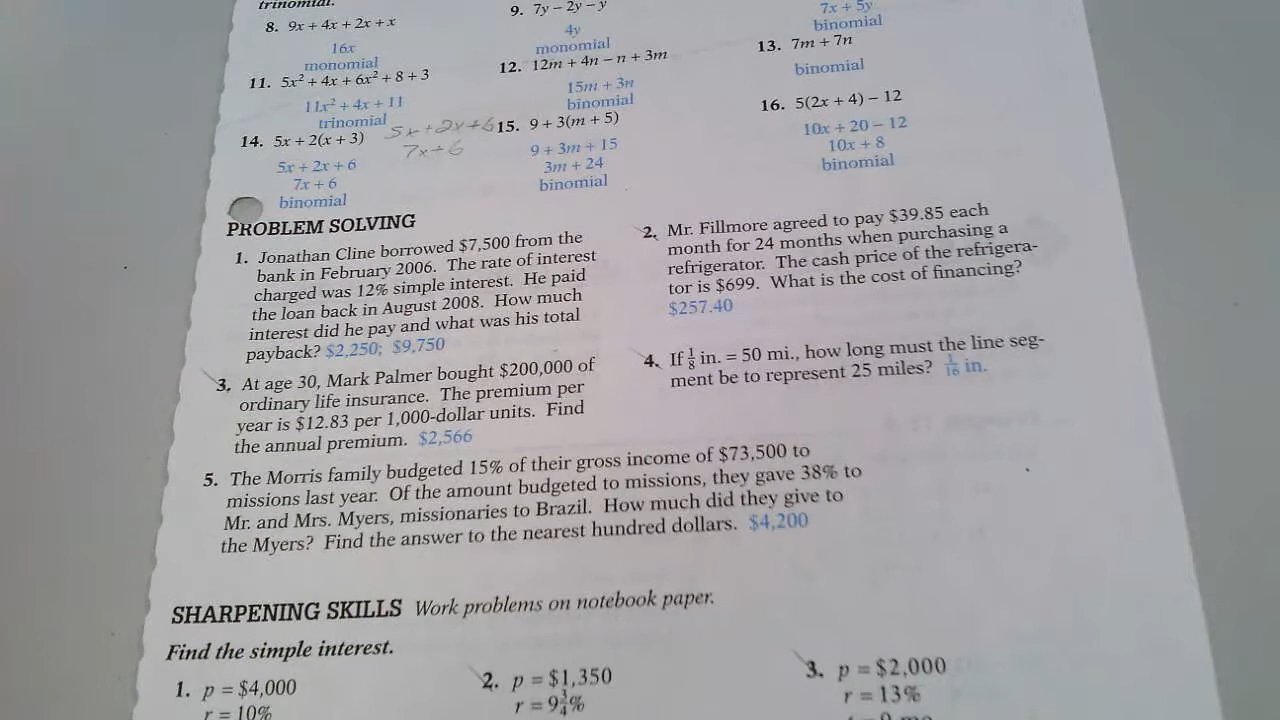 trinomial.
8. 9x + 4x + 2x + x
16x
monomial
9. 7y − 2y − y
4y
monomial
7x + 5y
binomial
11. 5x² + 4x + 6x² + 8 + 3
11x² + 4x + 11
trinomial
12. 12m + 4n − n + 3m
15m + 3n
binomial
13. 7m + 7n
binomial
14. 5x + 2(x + 3)
5x + 2x + 6
7x + 6
5x + 2x + 6
7x + 6
binomial
15. 9 + 3(m + 5)
9 + 3m + 15
3m + 24
binomial
16. 5(2x + 4) − 12
10x + 20 − 12
10x + 8
binomial
PROBLEM SOLVING
1. Jonathan Cline borrowed $7,500 from the
bank in February 2006. The rate of interest
charged was 12% simple interest. He paid
the loan back in August 2008. How much
interest did he pay and what was his total
payback? $2,250; $9,750
2. Mr. Fillmore agreed to pay $39.85 each
month for 24 months when purchasing a
refrigerator. The cash price of the refrigera-
tor is $699. What is the cost of financing?
$257.40
3. At age 30, Mark Palmer bought $200,000 of
ordinary life insurance. The premium per
year is $12.83 per 1,000-dollar units. Find
the annual premium. $2,566
4. If 1/8 in. = 50 mi., how long must the line seg-
ment be to represent 25 miles? 1/16 in.
5. The Morris family budgeted 15% of their gross income of $73,500 to
missions last year. Of the amount budgeted to missions, they gave 38% to
Mr. and Mrs. Myers, missionaries to Brazil. How much did they give to
the Myers? Find the answer to the nearest hundred dollars. $4,200
SHARPENING SKILLS Work problems on notebook paper.
Find the simple interest.
1. p = $4,000
r = 10%
2. p = $1,350
r = 9 3/4%
3. p = $2,000
r = 13%